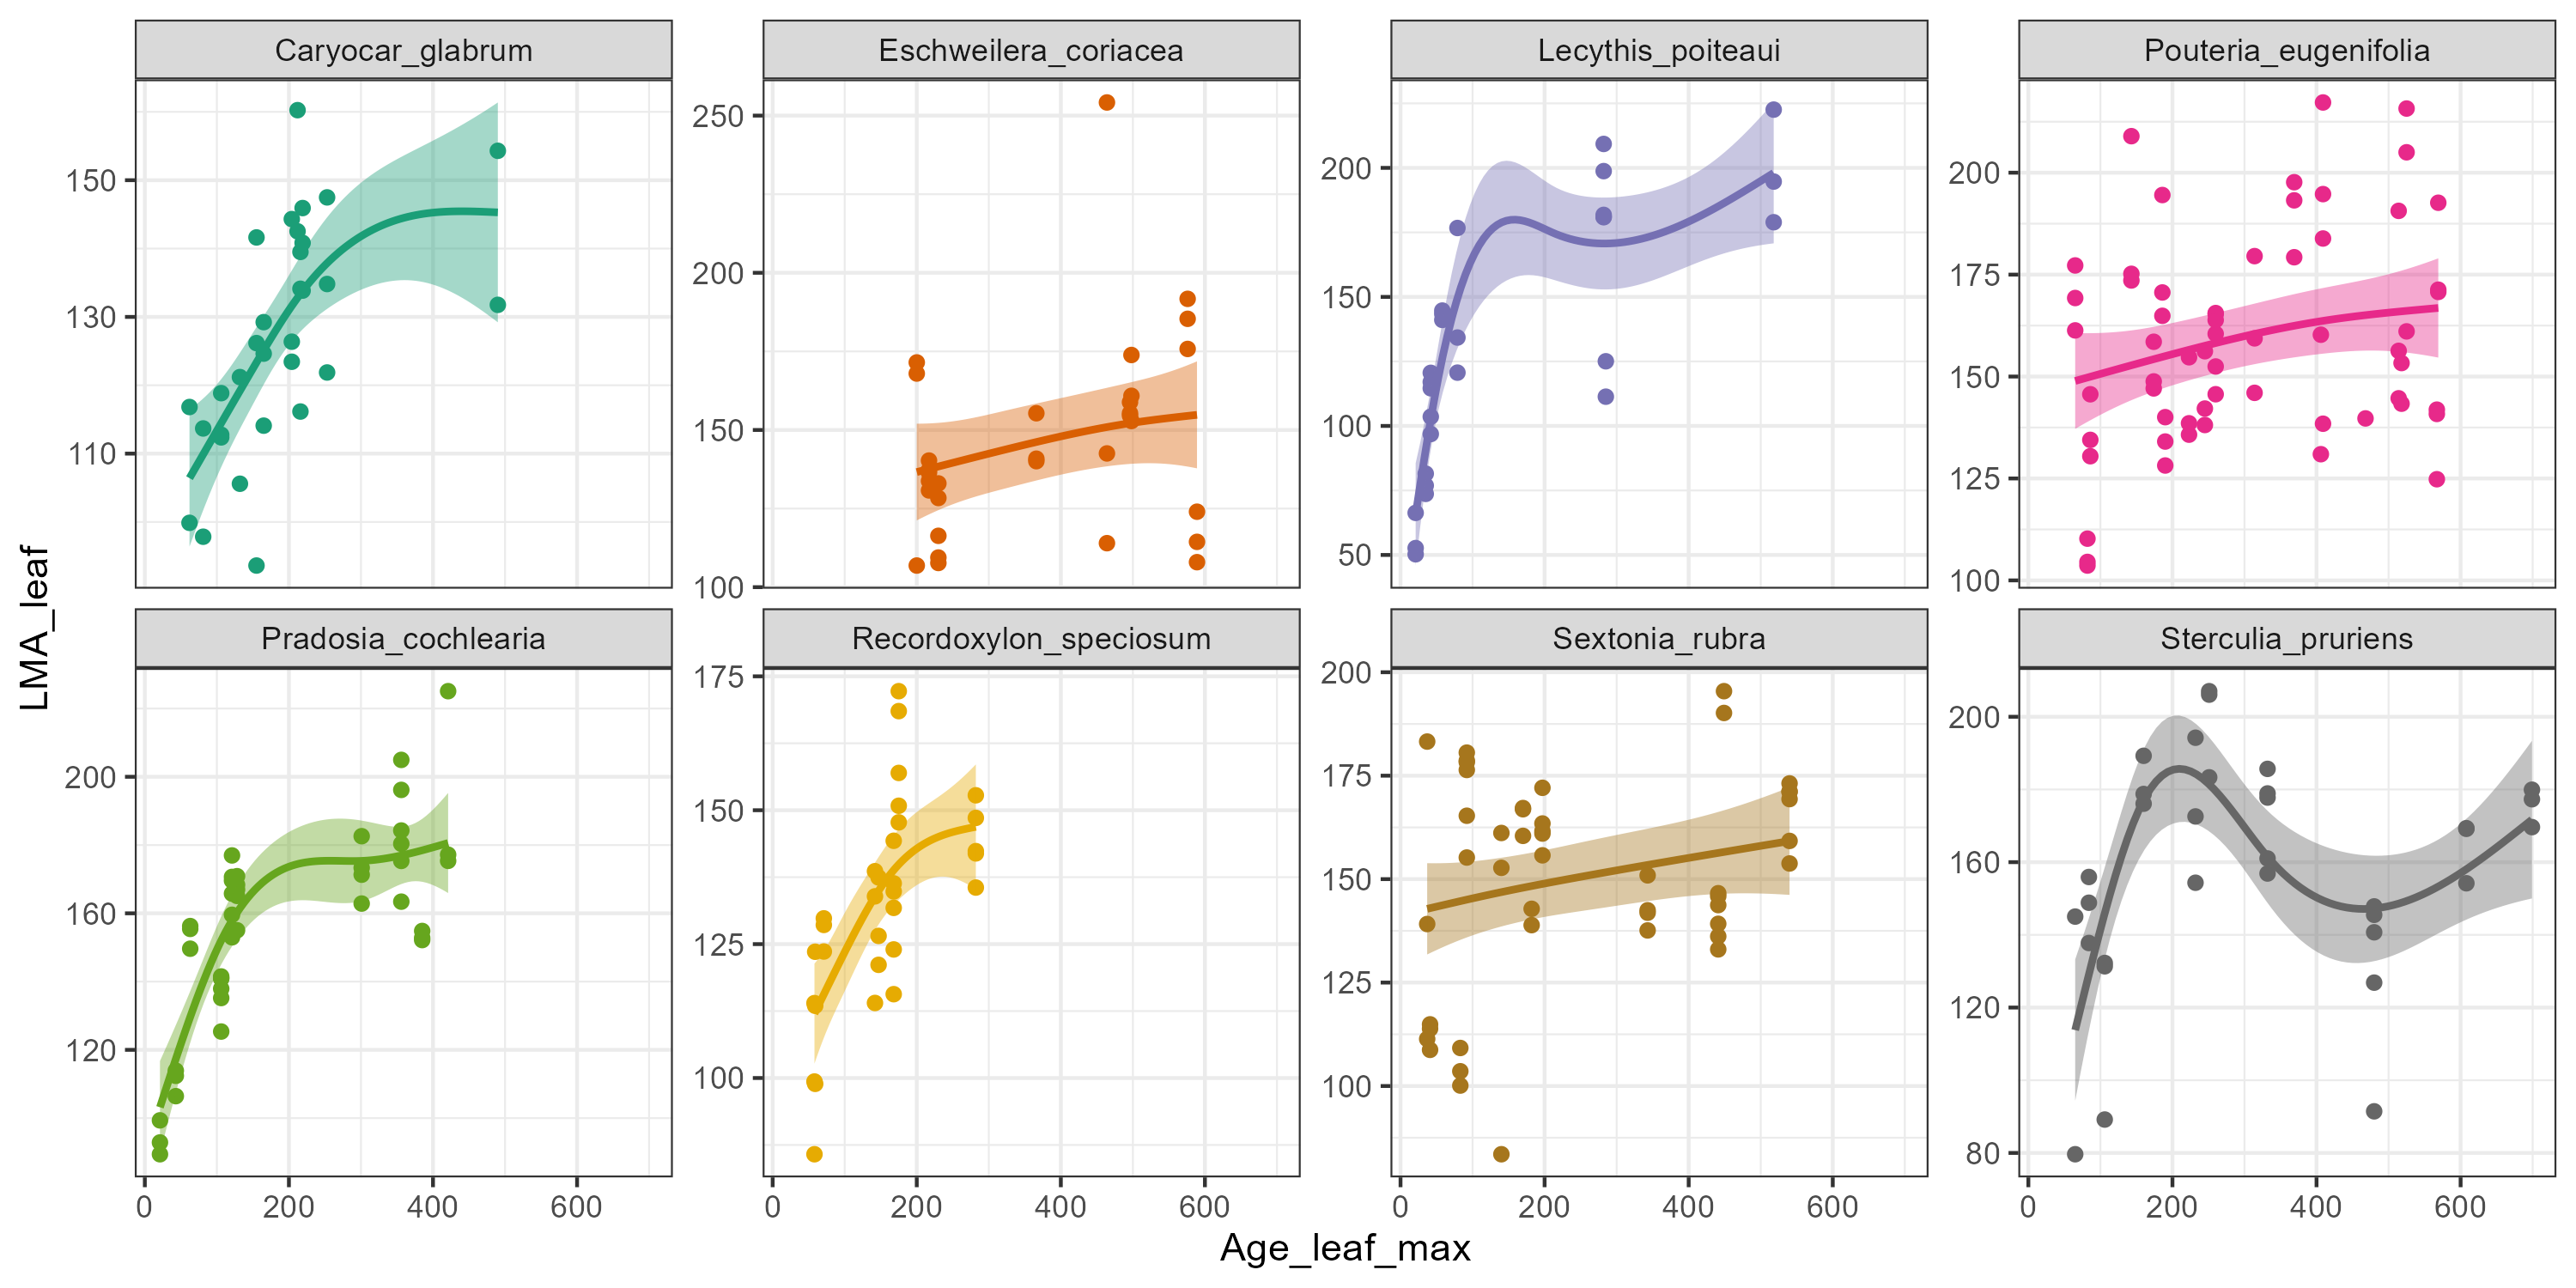 Caryocar_glabrum
Eschweilera_coriacea
Lecythis_poiteaui
Pouteria_eugenifolia
150
130
110
250
200
150
100
200
150
100
50
200
175
150
125
100
LMA_leaf
Pradosia_cochlearia
Recordoxylon_speciosum
Sextonia_rubra
Sterculia_pruriens
200
160
120
175
150
125
100
200
175
150
125
100
200
160
120
80
0 200 400 600
0 200 400 600
0 200 400 600
0 200 400 600
Age_leaf_max